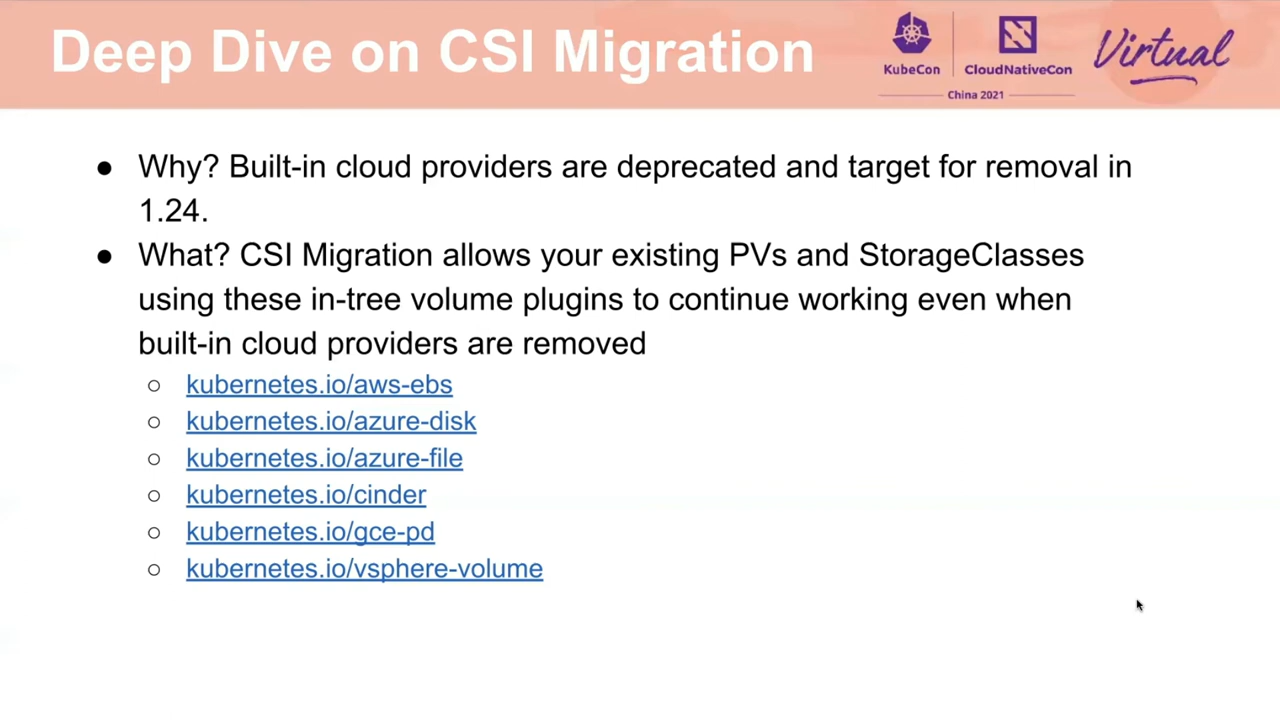 Deep Dive on CSI Migration
KubeCon
CloudNativeCon
China 2021
Virtual
● Why? Built-in cloud providers are deprecated and target for removal in
1.24.
● What? CSI Migration allows your existing PVs and StorageClasses
using these in-tree volume plugins to continue working even when
built-in cloud providers are removed
○ kubernetes.io/aws-ebs
○ kubernetes.io/azure-disk
○ kubernetes.io/azure-file
○ kubernetes.io/cinder
○ kubernetes.io/gce-pd
○ kubernetes.io/vsphere-volume